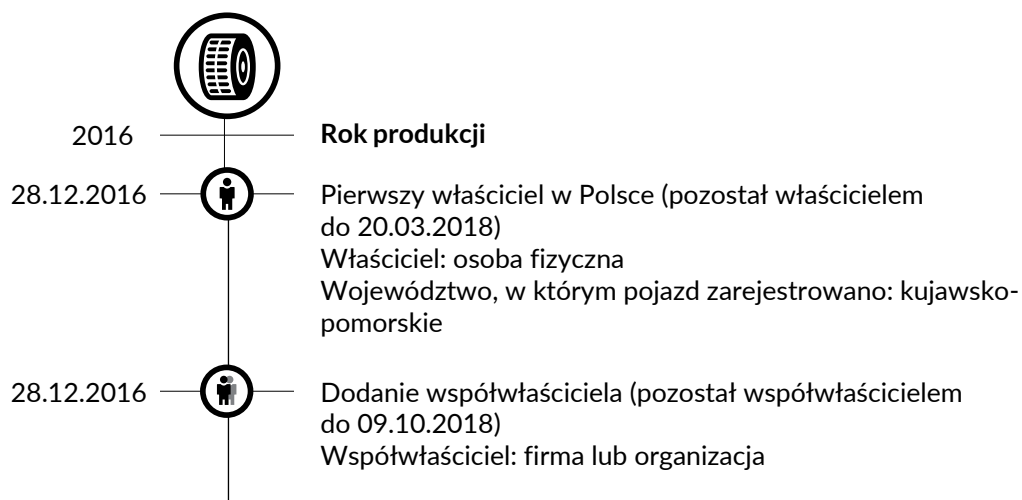 2016
Rok produkcji
28.12.2016
Pierwszy właściciel w Polsce (pozostał właścicielem
do 20.03.2018)
Właściciel: osoba fizyczna
Województwo, w którym pojazd zarejestrowano: kujawsko-
pomorskie
28.12.2016
Dodanie współwłaściciela (pozostał współwłaścicielem
do 09.10.2018)
Współwłaściciel: firma lub organizacja